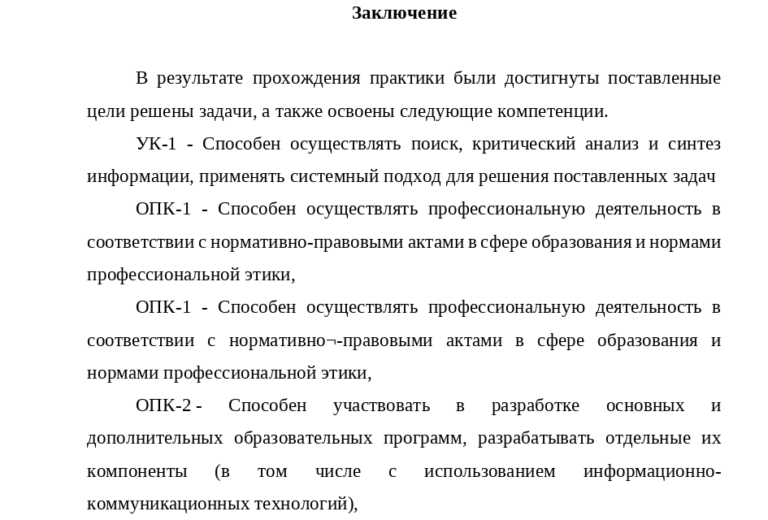 Заключение
В результате прохождения практики были достигнуты поставленные
цели решены задачи, а также освоены следующие компетенции.
УК-1 - Способен осуществлять поиск, критический анализ и синтез
информации, применять системный подход для решения поставленных задач
ОПК-1 - Способен осуществлять профессиональную деятельность в
соответствии с нормативно-правовыми актами в сфере образования и нормами
профессиональной этики,
ОПК-1 - Способен осуществлять профессиональную деятельность в
соответствии с нормативно¬-правовыми актами в сфере образования и
нормами профессиональной этики,
ОПК-2 - Способен участвовать в разработке основных и
дополнительных образовательных программ, разрабатывать отдельные их
компоненты (в том числе с использованием информационно-
коммуникационных технологий),